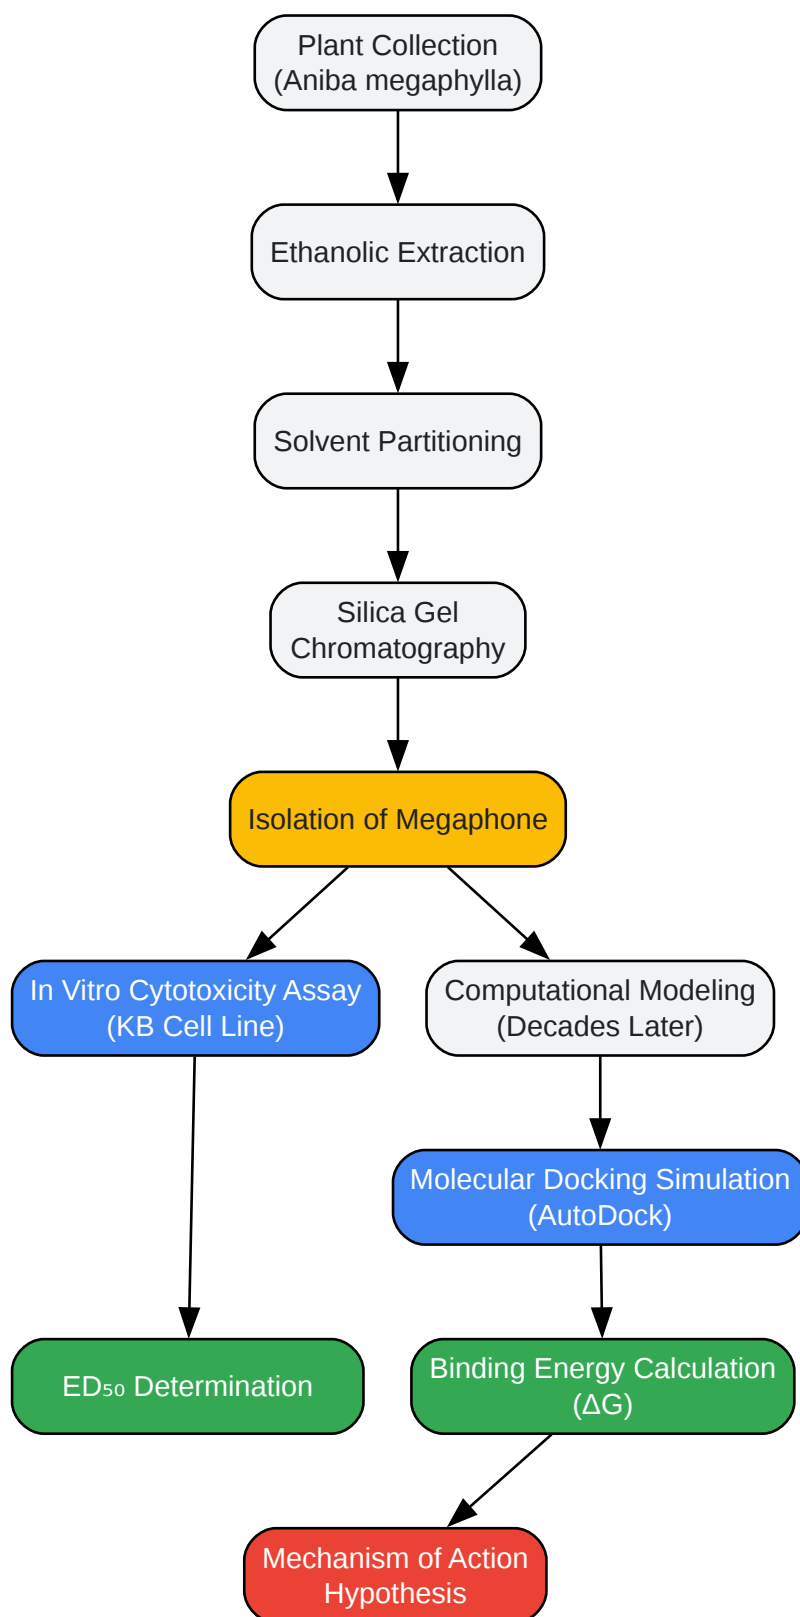 Plant Collection
(Aniba megaphylla)
Ethanolic Extraction
Solvent Partitioning
Silica Gel
Chromatography
Isolation of Megaphone
In Vitro Cytotoxicity Assay
(KB Cell Line)
Computational Modeling
(Decades Later)
Molecular Docking Simulation
(AutoDock)
ED₅₀ Determination
Binding Energy Calculation
(ΔG)
Mechanism of Action
Hypothesis